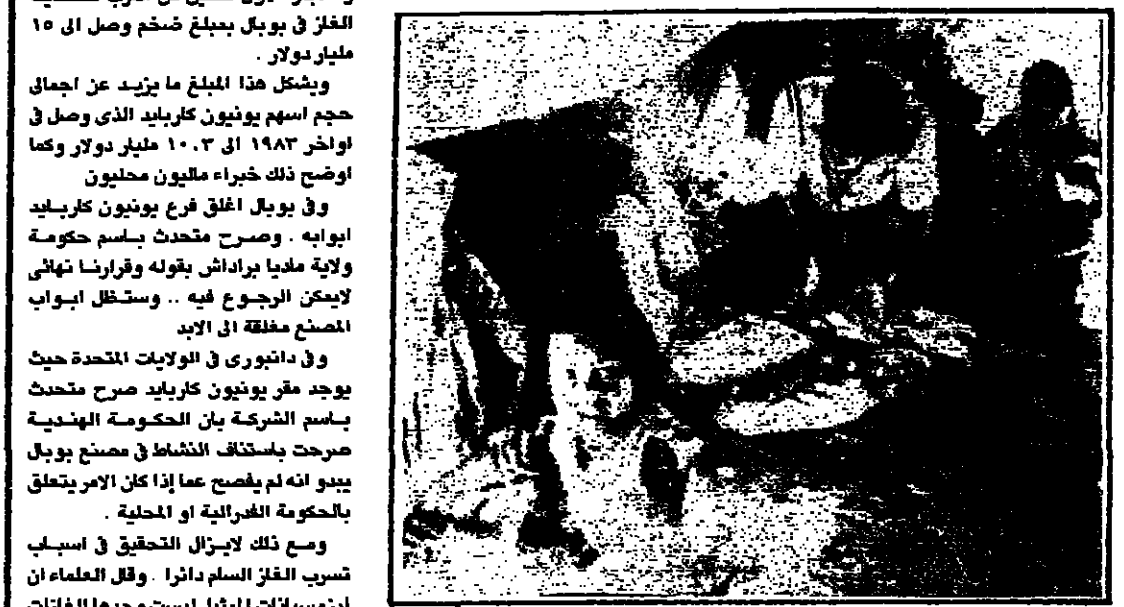 الغاز في بوبال بمبلغ ضخم وصل الى ١٥
مليار دولار .
ويشكل هذا المبلغ ما يزيد عن اجمالى
حجم اسهم يونيون كاربايد الذى وصل فى
اواخر ١٩٨٣ الى ١٠.٣ مليار دولار وكما
اوضح ذلك خبراء ماليون محليون
وفى بوبال اغلق فرع يونيون كاربايد
ابوابه . وصرح متحدث باسم حكومة
ولاية ماديا براداش بقوله وقرارنا نهائى
لايمكن الرجوع فيه .. وستظل ابواب
المصنع مغلقة الى الابد
وفى دانبورى فى الولايات المتحدة حيث
يوجد مقر يونيون كاربايد صرح متحدث
باسم الشركة بان الحكومة الهندية
صرحت باستئناف النشاط فى مصنع بوبال
يبدو انه لم يفصح عما إذا كان الامر يتعلق
بالحكومة الفدرالية او المحلية .
ومع ذلك لايزال التحقيق فى اسباب
تسرب الغاز السام دائرا . وقال العلماء ان